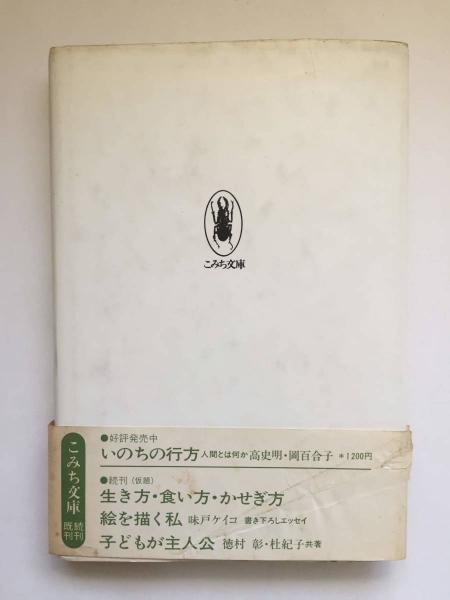 こみち文庫
こみち文庫
続刊
既刊
●好評発売中
いのちの行方 人間とは何か 高史明・岡百合子 *1200円
●続刊(仮題)
生き方・食い方・かせぎ方
絵を描く私 味戸ケイコ 書き下ろしエッセイ
子どもが主人公 徳村 彰・杜紀子共著